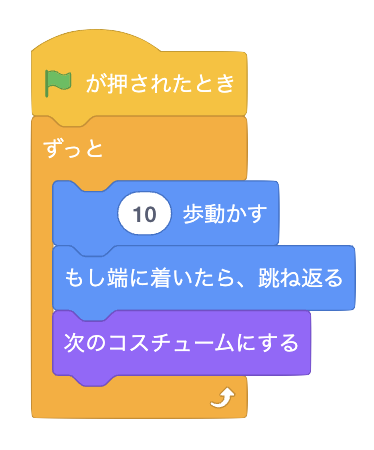 が押されたとき
ずっと
10 歩動かす
もし端に着いたら、跳ね返る
次のコスチュームにする